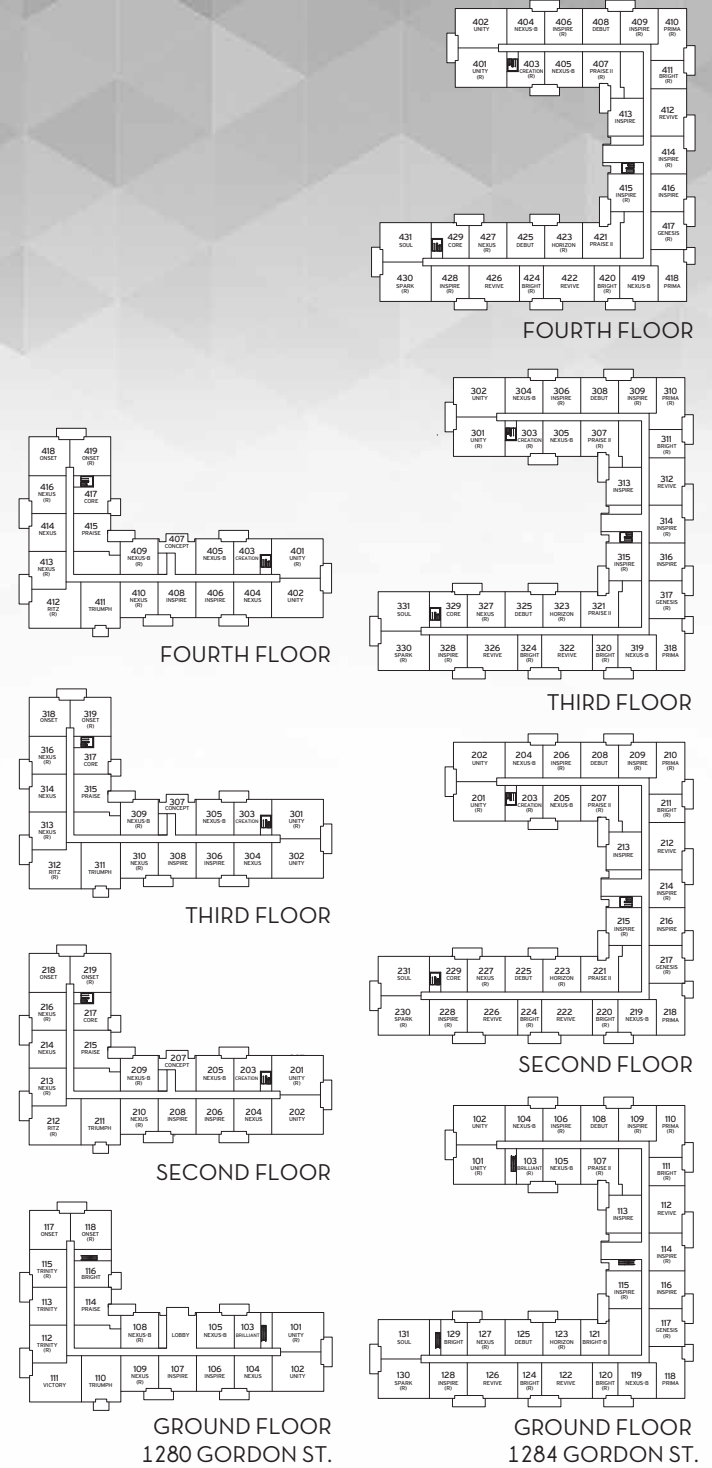 402 404 406 408 409 410
UNITY NEXUS-B INSPIRE (R) DEBUT INSPIRE (R) PRIMA (R)
401 403 405 407
UNITY (R) CREATION (R) NEXUS-B PRAISE II (R)
411
BRIGHT (R)
413 412
INSPIRE REVIVE
414
INSPIRE (R)
415 416
INSPIRE (R) INSPIRE
417
GENESIS (R)
431 429 427 425 423 421
SOUL CORE NEXUS (R) DEBUT HORIZON (R) PRAISE II
430 428 426 424 422 420 419 418
SPARK (R) INSPIRE (R) REVIVE BRIGHT (R) REVIVE BRIGHT (R) NEXUS-B PRIMA
FOURTH FLOOR
302 304 306 308 309 310
UNITY NEXUS-B INSPIRE (R) DEBUT INSPIRE (R) PRIMA (R)
301 303 305 307
UNITY (R) CREATION (R) NEXUS-B PRAISE II (R)
311
BRIGHT (R)
313 312
INSPIRE REVIVE
314
INSPIRE (R)
315 316
INSPIRE (R) INSPIRE
317
GENESIS (R)
331 329 327 325 323 321
SOUL CORE NEXUS (R) DEBUT HORIZON (R) PRAISE II
330 328 326 324 322 320 319 318
SPARK (R) INSPIRE (R) REVIVE BRIGHT (R) REVIVE BRIGHT (R) NEXUS-B PRIMA
THIRD FLOOR
202 204 206 208 209 210
UNITY NEXUS-B INSPIRE (R) DEBUT INSPIRE (R) PRIMA (R)
201 203 205 207
UNITY (R) CREATION (R) NEXUS-B PRAISE II (R)
211
BRIGHT (R)
213 212
INSPIRE REVIVE
214
INSPIRE (R)
215 216
INSPIRE (R) INSPIRE
217
GENESIS (R)
231 229 227 225 223 221
SOUL CORE NEXUS (R) DEBUT HORIZON (R) PRAISE II
230 228 226 224 222 220 219 218
SPARK (R) INSPIRE (R) REVIVE BRIGHT (R) REVIVE BRIGHT (R) NEXUS-B PRIMA
SECOND FLOOR
102 104 106 108 109 110
UNITY NEXUS-B INSPIRE (R) DEBUT INSPIRE (R) PRIMA (R)
101 103 105 107
UNITY (R) BRILLIANT (R) NEXUS-B PRAISE II (R)
111
BRIGHT (R)
113 112
INSPIRE REVIVE
114
INSPIRE (R)
115 116
INSPIRE (R) INSPIRE
117
GENESIS (R)
131 129 127 125 123 121
SOUL BRIGHT NEXUS (R) DEBUT HORIZON (R) BRIGHT-B
130 128 126 124 122 120 119 118
SPARK (R) INSPIRE (R) REVIVE BRIGHT (R) REVIVE BRIGHT (R) NEXUS-B PRIMA
GROUND FLOOR
1284 GORDON ST.
418 419
ONSET ONSET (R)
416 417
NEXUS (R) CORE
414 415
NEXUS PRAISE
413 409 407 405 403 401
NEXUS (R) NEXUS-B (R) CONCEPT NEXUS-B CREATION UNITY (R)
412 411 410 408 406 404 402
RITZ (R) TRIUMPH NEXUS (R) INSPIRE INSPIRE NEXUS UNITY
FOURTH FLOOR
318 319
ONSET ONSET (R)
316 317
NEXUS (R) CORE
314 315
NEXUS PRAISE
313 309 307 305 303 301
NEXUS (R) NEXUS-B (R) CONCEPT NEXUS-B CREATION UNITY (R)
312 311 310 308 306 304 302
RITZ (R) TRIUMPH NEXUS (R) INSPIRE INSPIRE NEXUS UNITY
THIRD FLOOR
218 219
ONSET ONSET (R)
216 217
NEXUS (R) CORE
214 215
NEXUS PRAISE
213 209 207 205 203 201
NEXUS (R) NEXUS-B (R) CONCEPT NEXUS-B CREATION UNITY (R)
212 211 210 208 206 204 202
RITZ (R) TRIUMPH NEXUS (R) INSPIRE INSPIRE NEXUS UNITY
SECOND FLOOR
117 118
ONSET ONSET (R)
115 116
TRINITY (R) BRIGHT
113 114
TRINITY PRAISE
112 108 LOBBY 105 103 101
TRINITY (R) NEXUS-B (R) NEXUS-B BRILLIANT UNITY (R)
111 110 109 107 106 104 102
VICTORY TRIUMPH NEXUS (R) INSPIRE INSPIRE NEXUS UNITY
GROUND FLOOR
1280 GORDON ST.